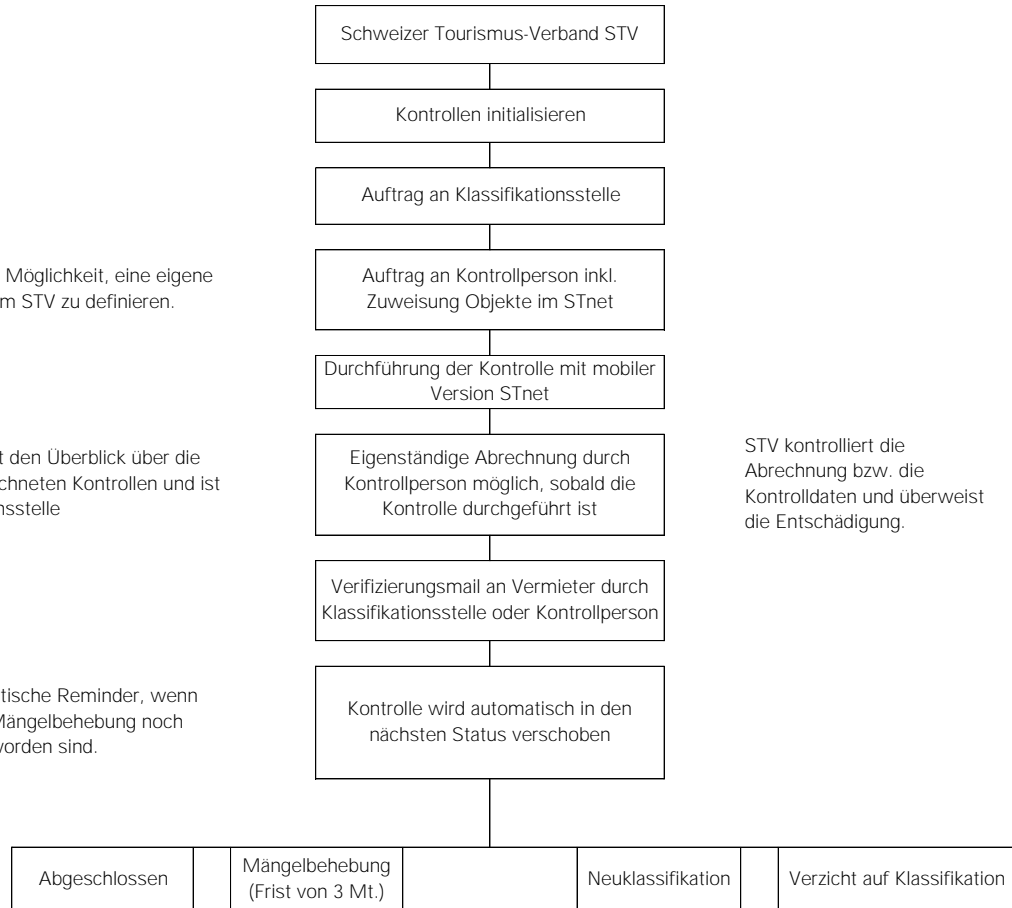 Schweizer Tourismus-Verband STV
Kontrollen initialisieren
Auftrag an Klassifikationsstelle
Möglichkeit, eine eigene
m STV zu definieren.
Auftrag an Kontrollperson inkl.
Zuweisung Objekte im STnet
Durchführung der Kontrolle mit mobiler
Version STnet
t den Überblick über die
chneten Kontrollen und ist
nsstelle
Eigenständige Abrechnung durch
Kontrollperson möglich, sobald die
Kontrolle durchgeführt ist
STV kontrolliert die
Abrechnung bzw. die
Kontrolldaten und überweist
die Entschädigung.
Verifizierungsmail an Vermieter durch
Klassifikationsstelle oder Kontrollperson
tische Reminder, wenn
Mängelbehebung noch
worden sind.
Kontrolle wird automatisch in den
nächsten Status verschoben
Abgeschlossen
Mängelbehebung
(Frist von 3 Mt.)
Neuklassifikation
Verzicht auf Klassifikation